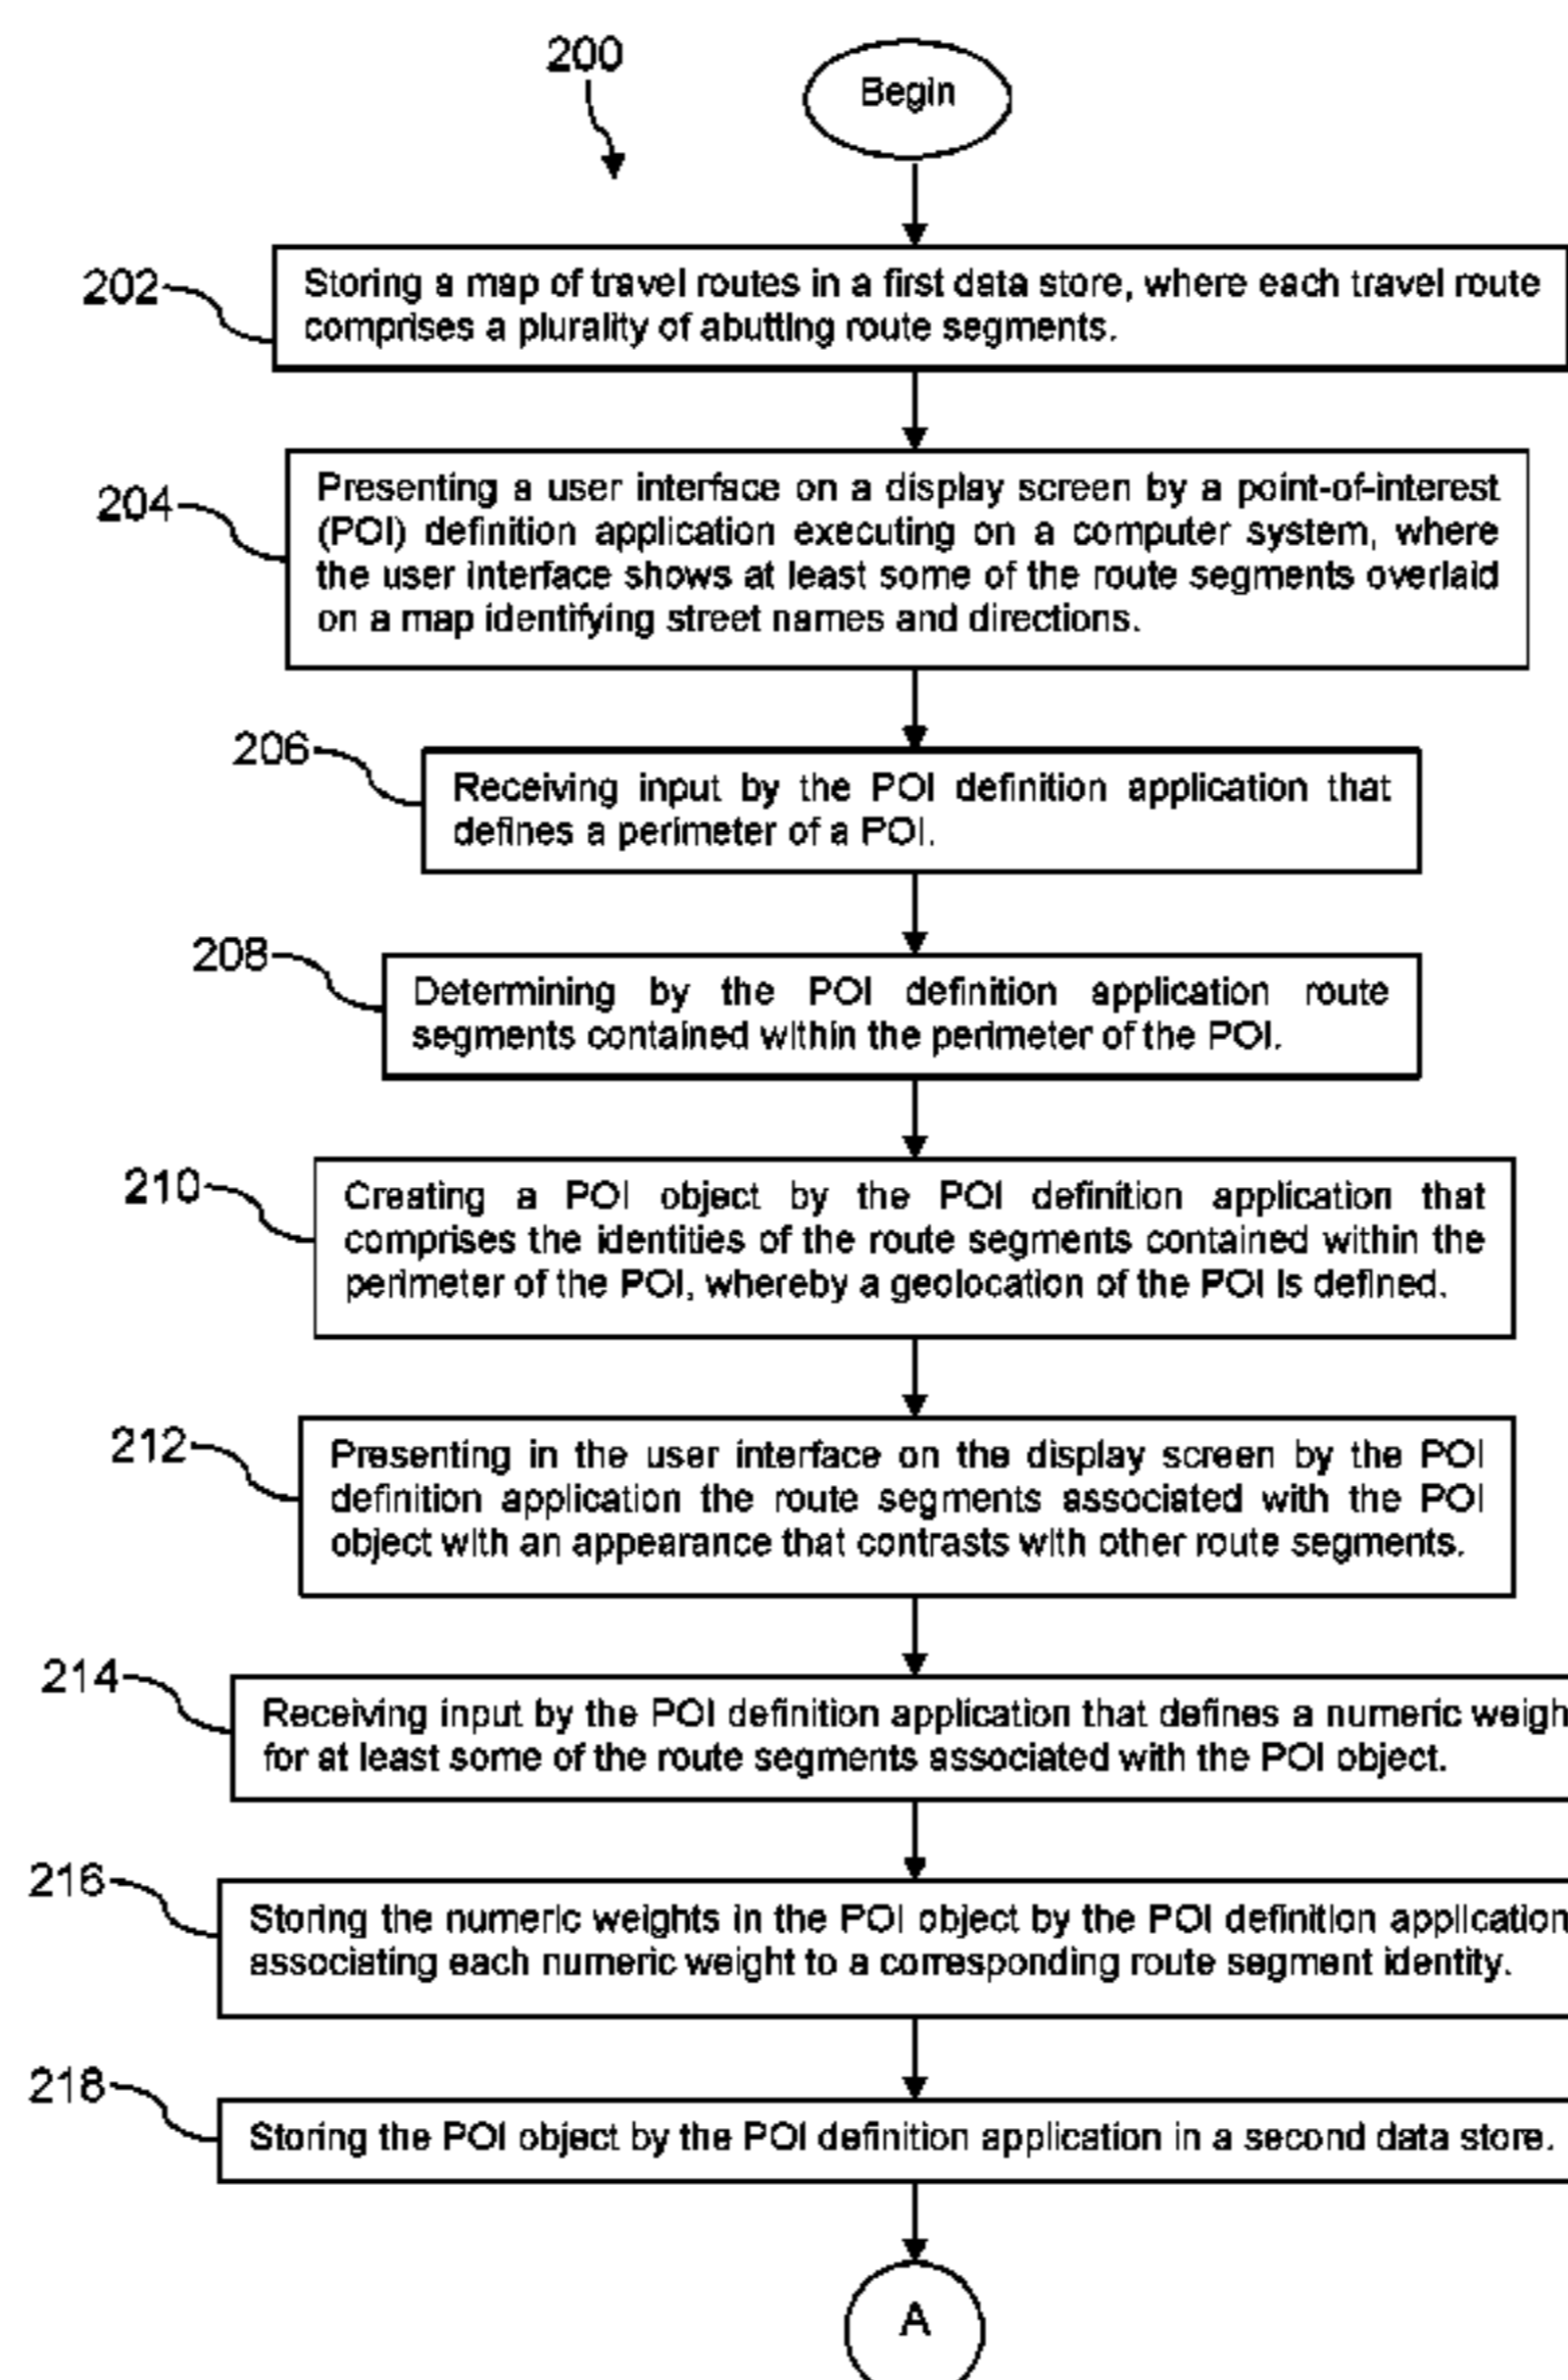 200
Begin
202
Storing a map of travel routes in a first data store, where each travel route
comprises a plurality of abutting route segments.
204
Presenting a user interface on a display screen by a point-of-interest
(POI) definition application executing on a computer system, where
the user interface shows at least some of the route segments overlaid
on a map identifying street names and directions.
206
Receiving input by the POI definition application that
defines a perimeter of a POI.
208
Determining by the POI definition application route
segments contained within the perimeter of the POI.
210
Creating a POI object by the POI definition application that
comprises the identities of the route segments contained within the
perimeter of the POI, whereby a geolocation of the POI is defined.
212
Presenting in the user interface on the display screen by the POI
definition application the route segments associated with the POI
object with an appearance that contrasts with other route segments.
214
Receiving input by the POI definition application that defines a numeric weigh
for at least some of the route segments associated with the POI object.
216
Storing the numeric weights in the POI object by the POI definition application
associating each numeric weight to a corresponding route segment identity.
218
Storing the POI object by the POI definition application in a second data store.
A